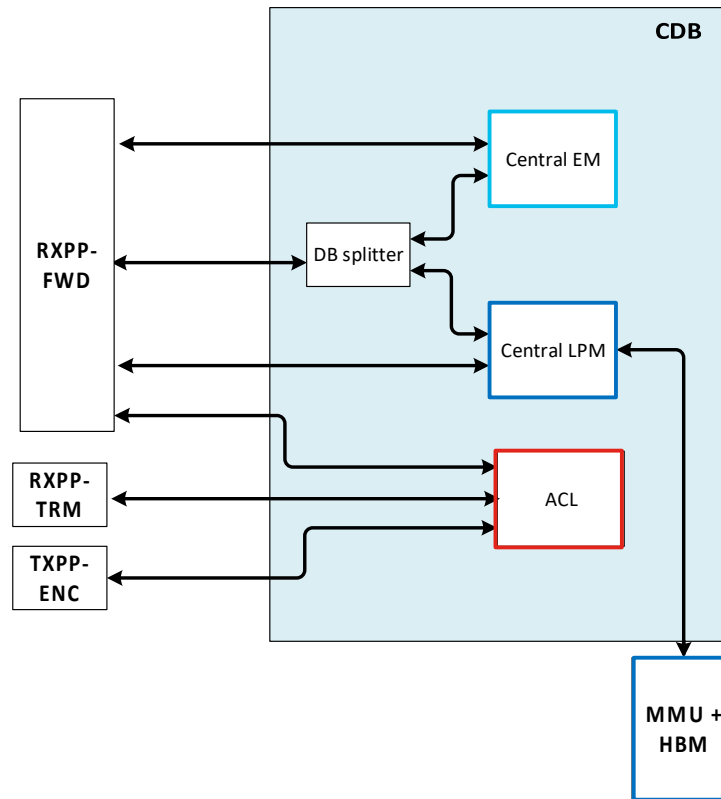 CDB
Central EM
RXPP-
FWD
DB splitter
Central LPM
RXPP-
TRM
ACL
TXPP-
ENC
MMU +
HBM